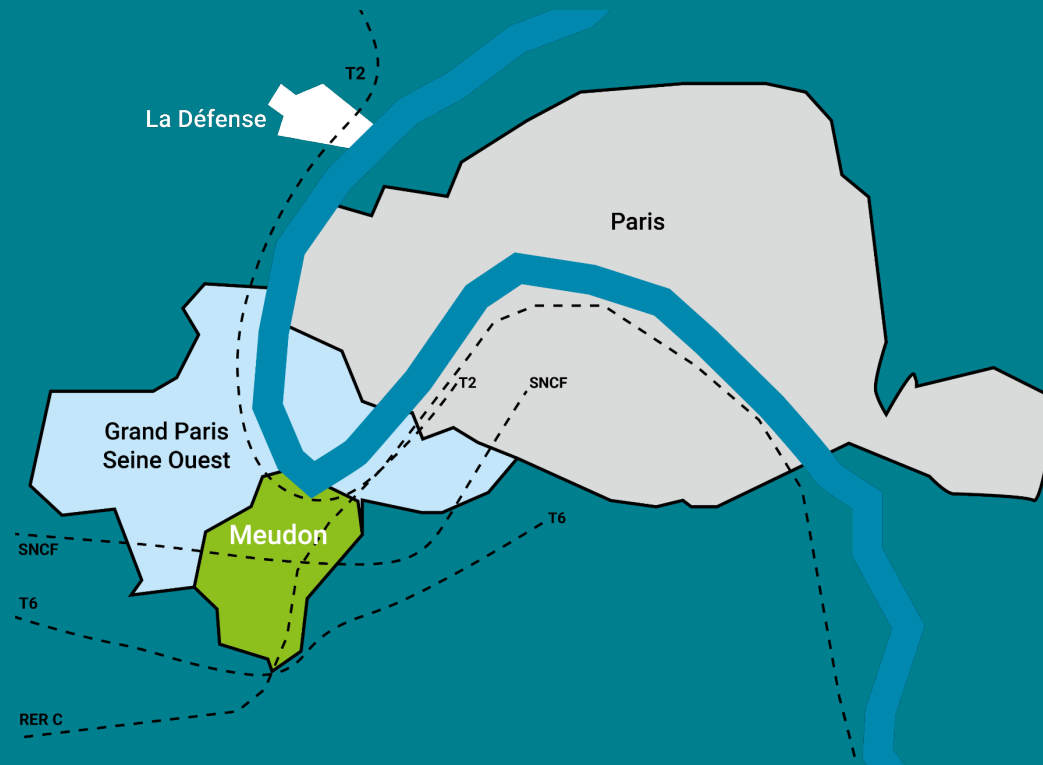 T2
La Défense
Paris
T2
SNCF
Grand Paris
Seine Ouest
Meudon
T6
SNCF
T6
RER C